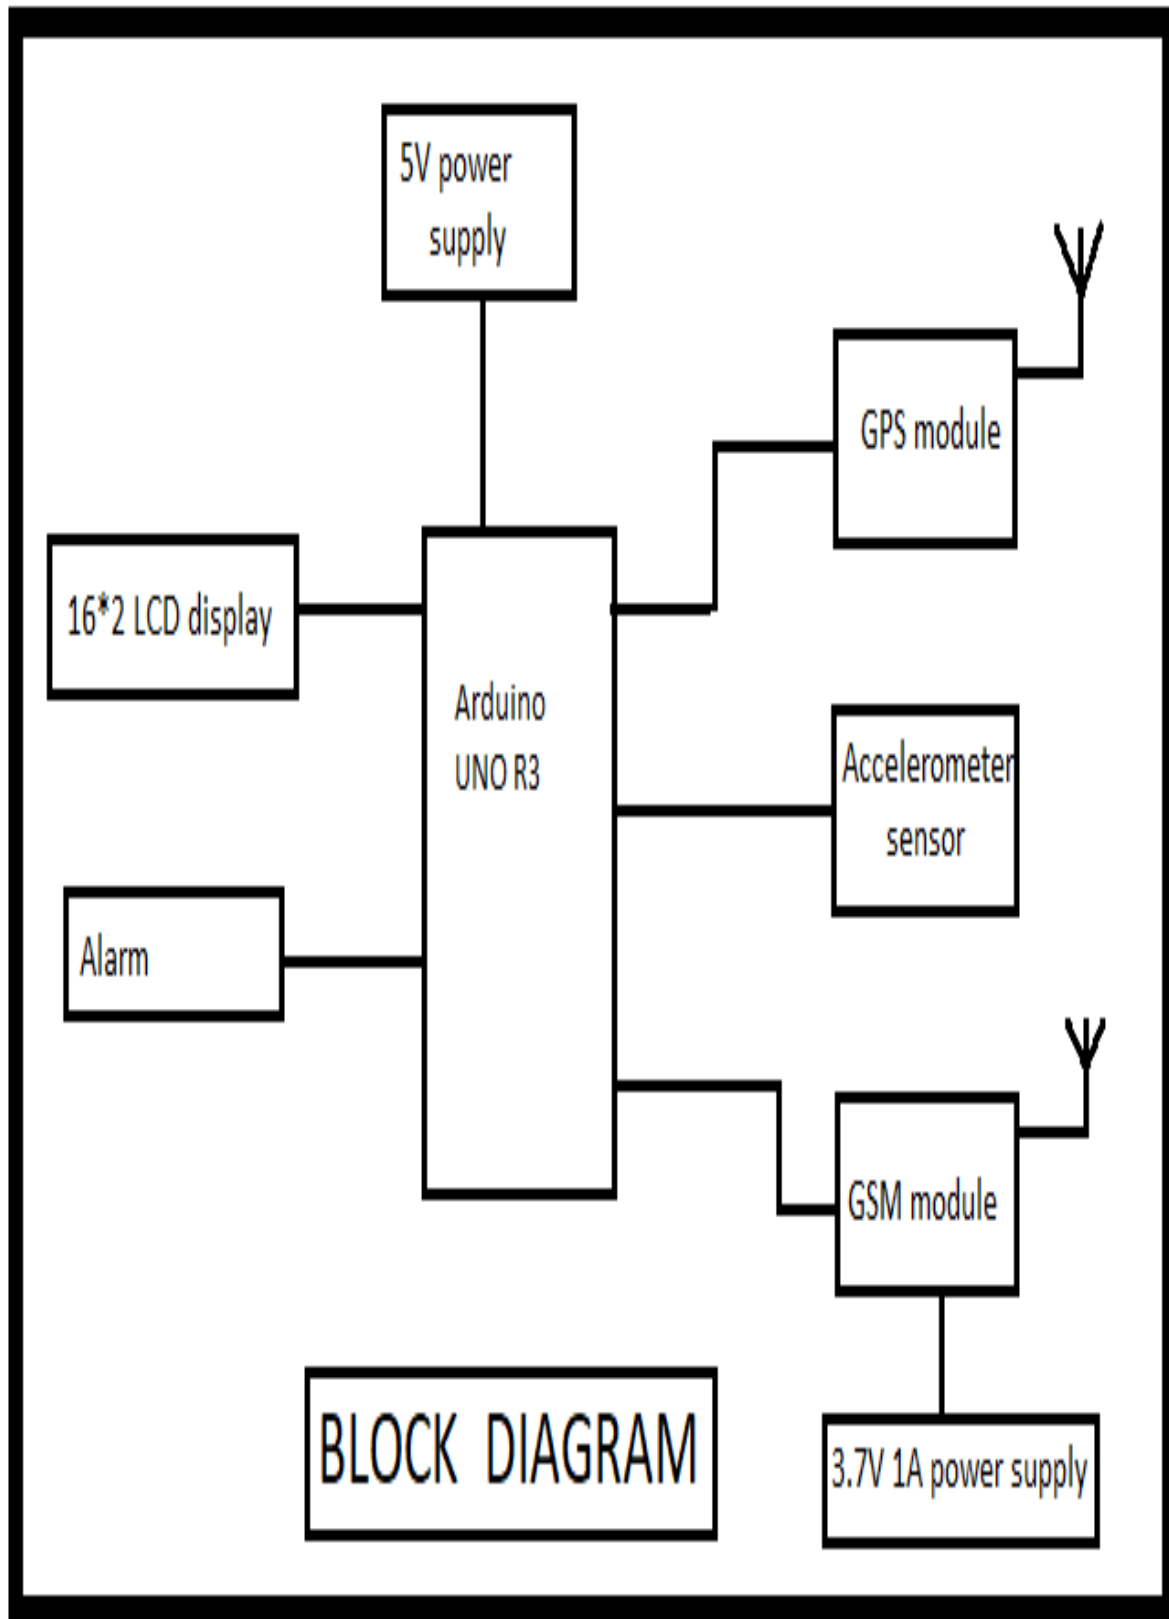 5V power
supply
GPS module
16*2 LCD display
Arduino
UNO R3
Accelerometer
sensor
Alarm
GSM module
BLOCK DIAGRAM
3.7V 1A power supply